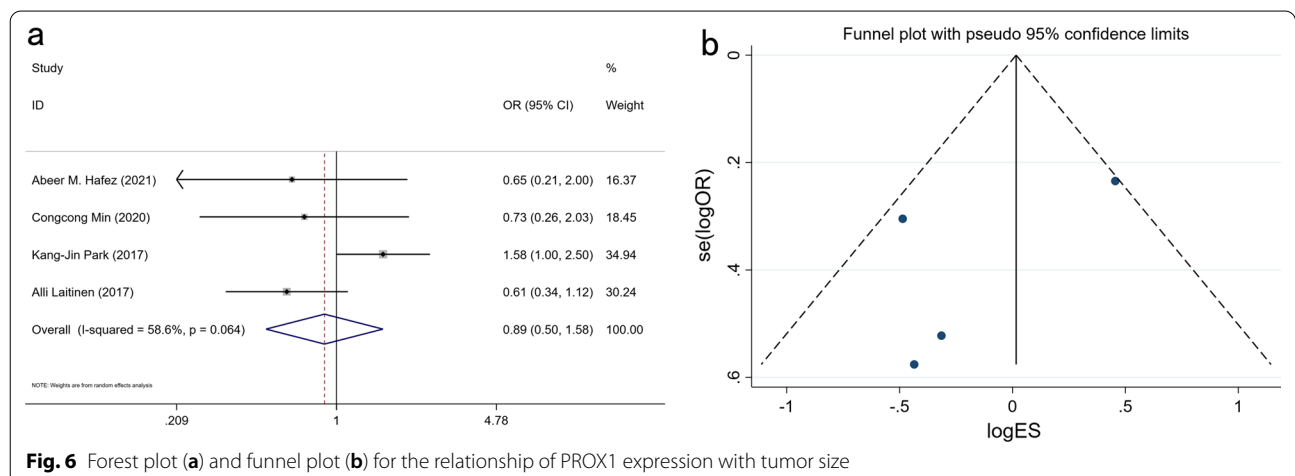 a
Study %
ID OR (95% CI) Weight
Abeer M. Hafez (2021) 0.65 (0.21, 2.00) 16.37
Congcong Min (2020) 0.73 (0.26, 2.03) 18.45
Kang-Jin Park (2017) 1.58 (1.00, 2.50) 34.94
Alli Laitinen (2017) 0.61 (0.34, 1.12) 30.24
Overall (I-squared = 58.6%, p = 0.064) 0.89 (0.50, 1.58) 100.00
NOTE: Weights are from random effects analysis
.209 1 4.78
b
Funnel plot with pseudo 95% confidence limits
se(logOR)
0
.2
.4
.6
-1 -.5 0 .5 1
logES
Fig. 6 Forest plot (a) and funnel plot (b) for the relationship of PROX1 expression with tumor size